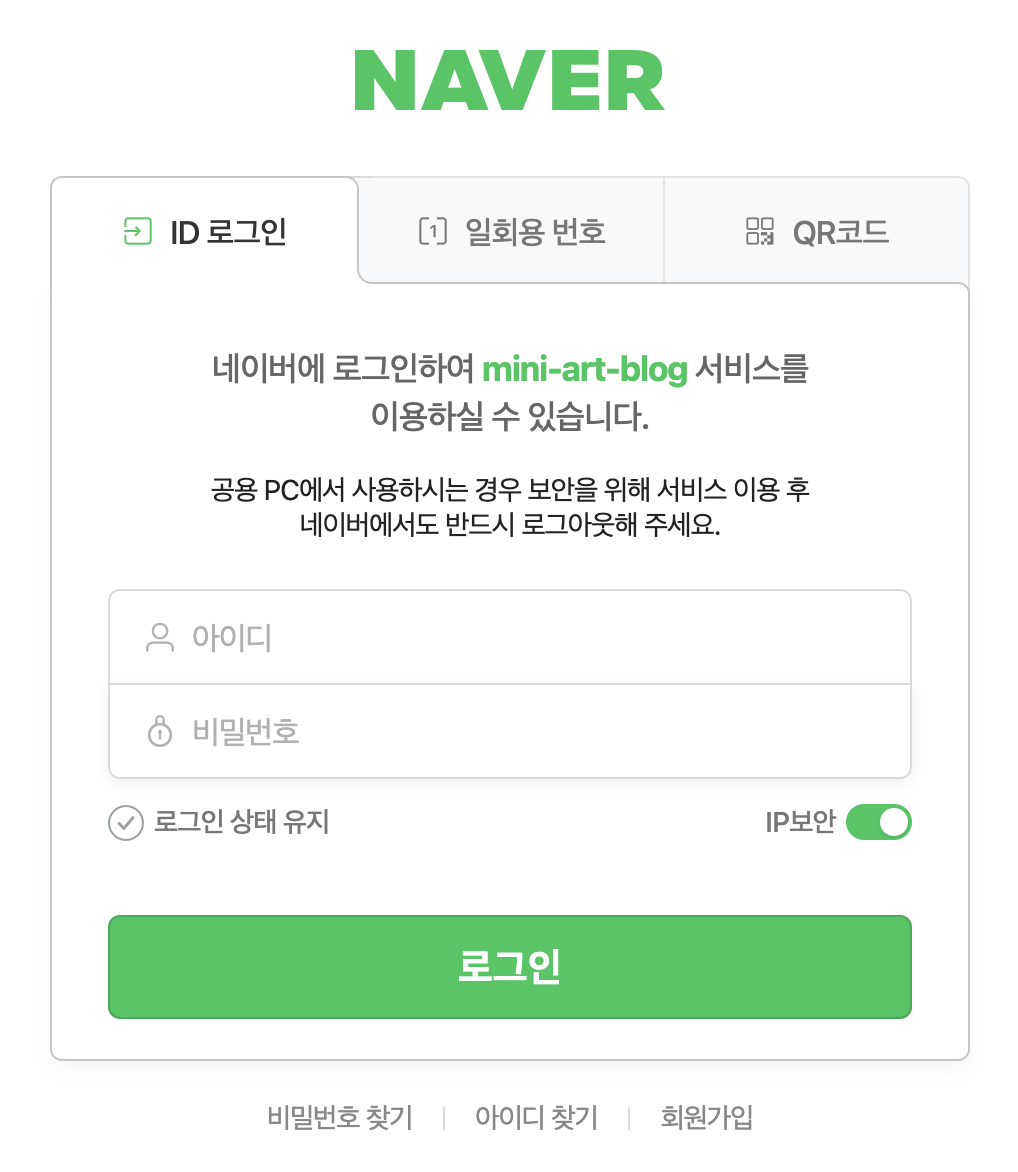 NAVER
ID 로그인
1 일회용 번호
QR코드
네이버에 로그인하여 mini-art-blog 서비스를
이용하실 수 있습니다.
공용 PC에서 사용하시는 경우 보안을 위해 서비스 이용 후
네이버에서도 반드시 로그아웃해 주세요.
아이디
비밀번호
로그인 상태 유지
IP보안
로그인
비밀번호 찾기 | 아이디 찾기 | 회원가입